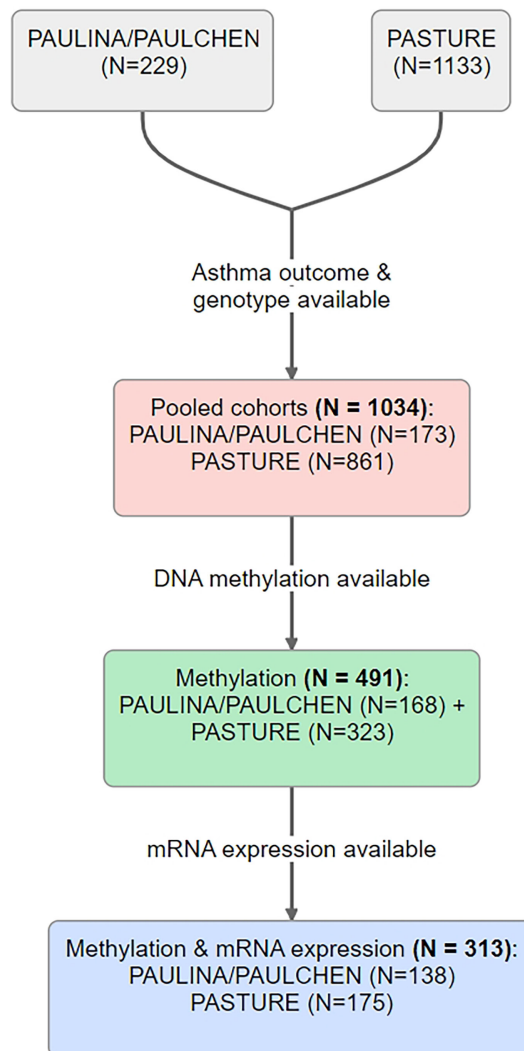 PAULINA/PAULCHEN
(N=229)
PASTURE
(N=1133)
Asthma outcome &
genotype available
Pooled cohorts (N = 1034):
PAULINA/PAULCHEN (N=173)
PASTURE (N=861)
DNA methylation available
Methylation (N = 491):
PAULINA/PAULCHEN (N=168) +
PASTURE (N=323)
mRNA expression available
Methylation & mRNA expression (N = 313):
PAULINA/PAULCHEN (N=138)
PASTURE (N=175)